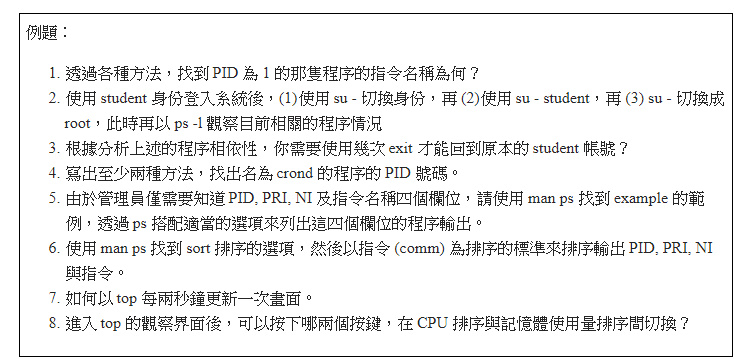 例題：
1. 透過各種方法，找到 PID 為 1 的那隻程序的指令名稱為何？
2. 使用 student 身份登入系統後，(1)使用 su - 切換身份，再 (2)使用 su - student，再 (3) su - 切換成
root，此時再以 ps -l 觀察目前相關的程序情況
3. 根據分析上述的程序相依性，你需要使用幾次 exit 才能回到原本的 student 帳號？
4. 寫出至少兩種方法，找出名為 crond 的程序的 PID 號碼。
5. 由於管理員僅需要知道 PID, PRI, NI 及指令名稱四個欄位，請使用 man ps 找到 example 的範
例，透過 ps 搭配適當的選項來列出這四個欄位的程序輸出。
6. 使用 man ps 找到 sort 排序的選項，然後以指令 (comm) 為排序的標準來排序輸出 PID, PRI, NI
與指令。
7. 如何以 top 每兩秒鐘更新一次畫面。
8. 進入 top 的觀察界面後，可以按下哪兩個按鍵，在 CPU 排序與記憶體使用量排序間切換？